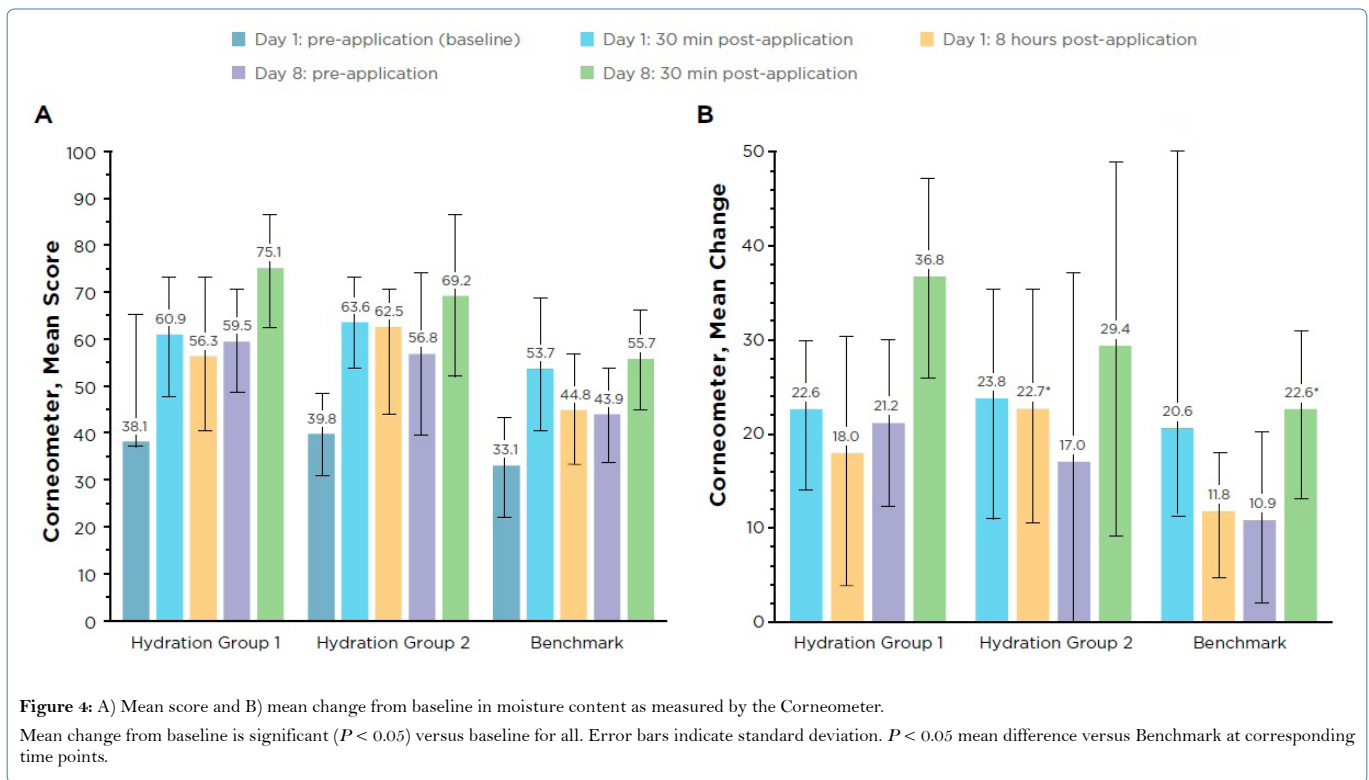 Day 1: pre-application (baseline)
Day 1: 30 min post-application
Day 1: 8 hours post-application
Day 8: pre-application
Day 8: 30 min post-application
A
Corneometer, Mean Score
100
90
80
70
60
50
40
30
20
10
0
38.1
60.9
56.3
59.5
75.1
39.8
63.6
62.5
56.8
69.2
33.1
53.7
44.8
43.9
55.7
Hydration Group 1
Hydration Group 2
Benchmark
B
Corneometer, Mean Change
50
40
30
20
10
0
22.6
18.0
21.2
36.8
23.8
22.7*
17.0
29.4
20.6
11.8
10.9
22.6*
Hydration Group 1
Hydration Group 2
Benchmark
Figure 4: A) Mean score and B) mean change from baseline in moisture content as measured by the Corneometer.
Mean change from baseline is significant (P < 0.05) versus baseline for all. Error bars indicate standard deviation. P < 0.05 mean difference versus Benchmark at corresponding
time points.